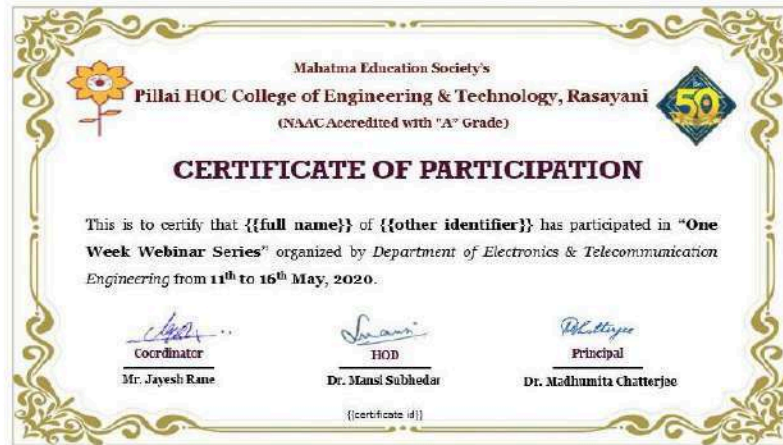 Mahatma Education Society's
Pillai HOC College of Engineering & Technology, Rasayani
50
(NAAC Accredited with "A" Grade)
CERTIFICATE OF PARTICIPATION
This is to certify that {{full name}} of {{other identifier}} has participated in "One
Week Webinar Series" organized by Department of Electronics & Telecommunication
Engineering from 11th to 16th May, 2020.
Coordinator
HOD
Principal
Mr. Jayesh Rane
Dr. Mansi Subhedar
Dr. Madhumita Chatterjee
{{certificate id}}